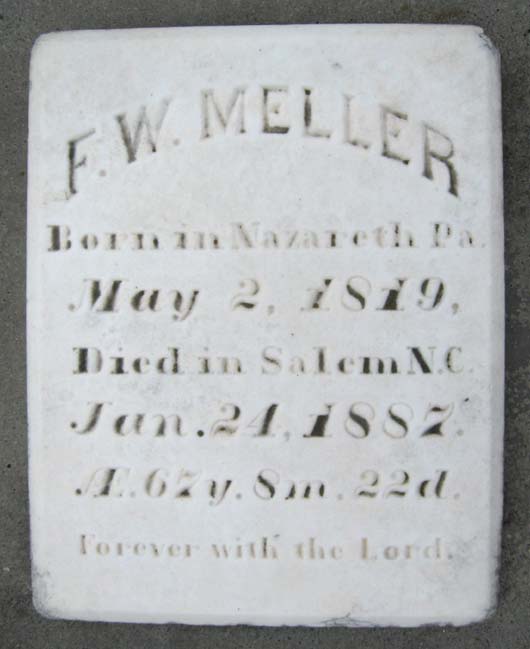 F. W. MELLER
Born in Nazareth Pa.
May 2, 1819,
Died in Salem N.C.
Jan. 24, 1887.
Æ. 67 y. 8 m. 22 d.
Forever with the Lord.